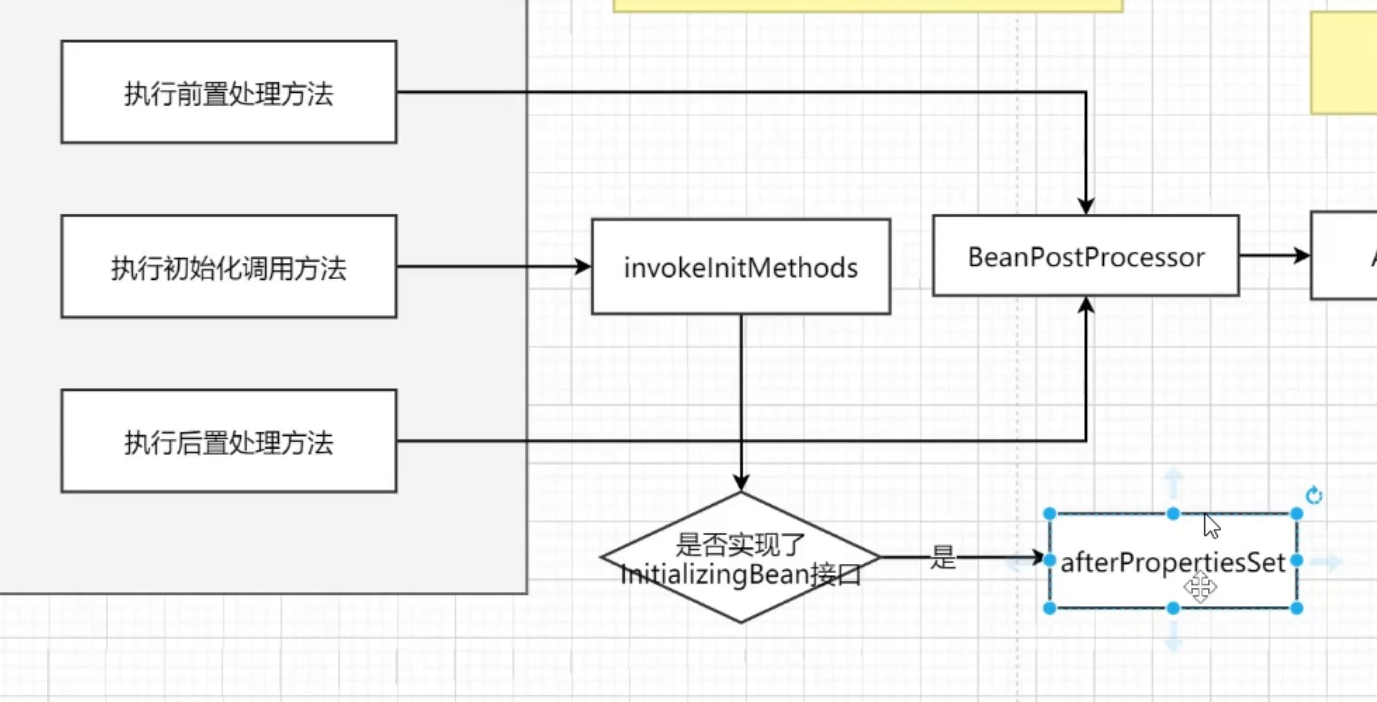 执行前置处理方法
执行初始化调用方法
invokeInitMethods
BeanPostProcessor
执行后置处理方法
是否实现了
InitializingBean接口
是
afterPropertiesSet